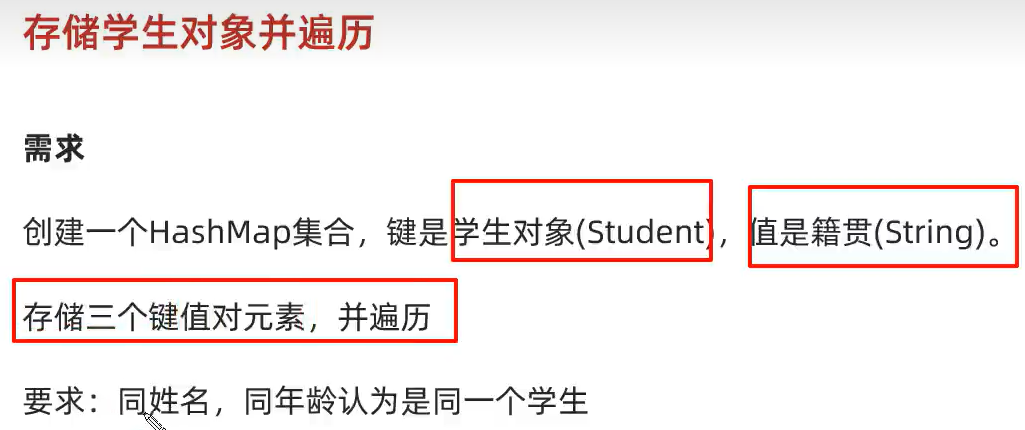 存储学生对象并遍历
需求
创建一个HashMap集合，键是学生对象(Student)，值是籍贯(String)。
存储三个键值对元素，并遍历
要求：同姓名，同年龄认为是同一个学生